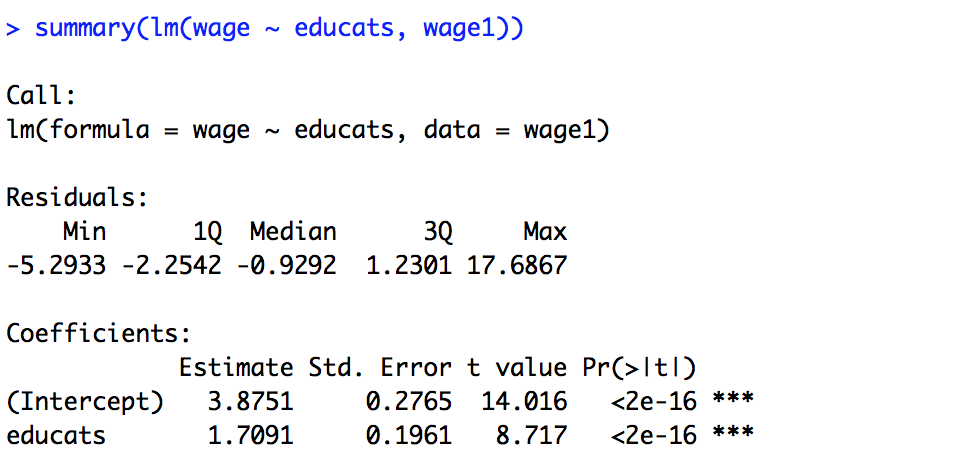 > summary(lm(wage ~ educats, wage1))
Call:
lm(formula = wage ~ educats, data = wage1)
Residuals:
Min 1Q Median 3Q Max
-5.2933 -2.2542 -0.9292 1.2301 17.6867
Coefficients:
Estimate Std. Error t value Pr(>|t|)
(Intercept) 3.8751 0.2765 14.016 <2e-16 ***
educats 1.7091 0.1961 8.717 <2e-16 ***